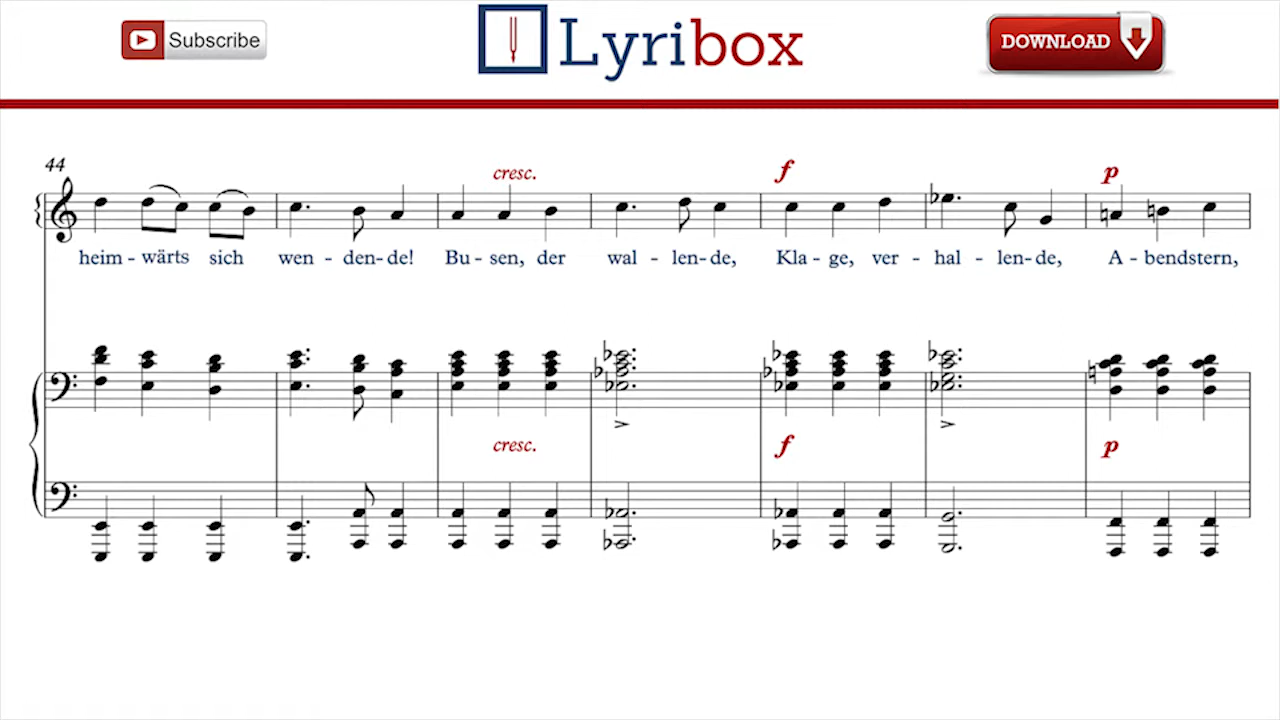 Subscribe
Lyribox
DOWNLOAD
44
cresc.
f
p
heim - wärts sich wen - den - de! Bu - sen, der wal - len - de, Kla - ge, ver - hal - len - de, A - bendstern,
cresc.
f
p